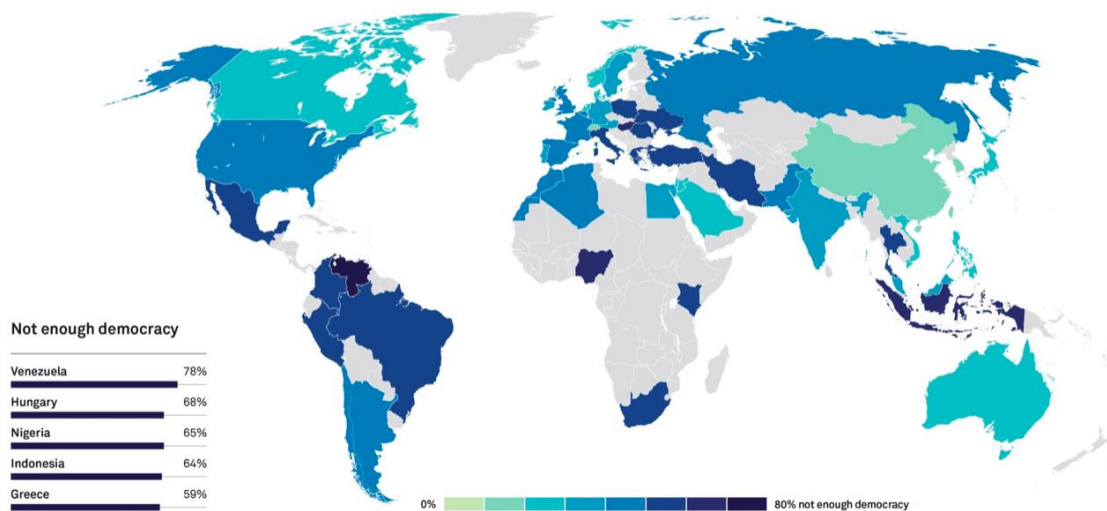 Not enough democracy
Venezuela 78%
Hungary 68%
Nigeria 65%
Indonesia 64%
Greece 59%
0% 80% not enough democracy